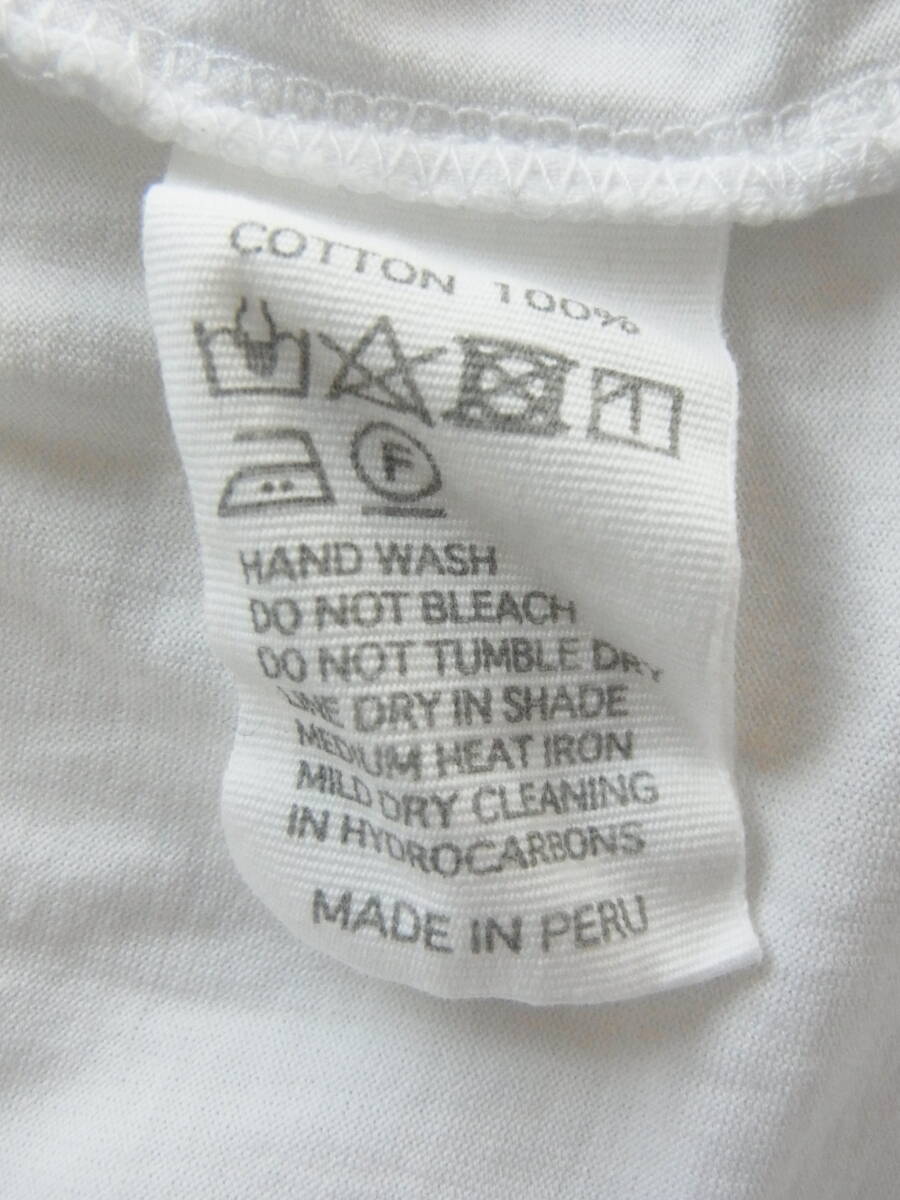 COTTON 100%
F
HAND WASH
DO NOT BLEACH
DO NOT TUMBLE DRY
LINE DRY IN SHADE
MEDIUM HEAT IRON
MILD DRY CLEANING
IN HYDROCARBONS
MADE IN PERU